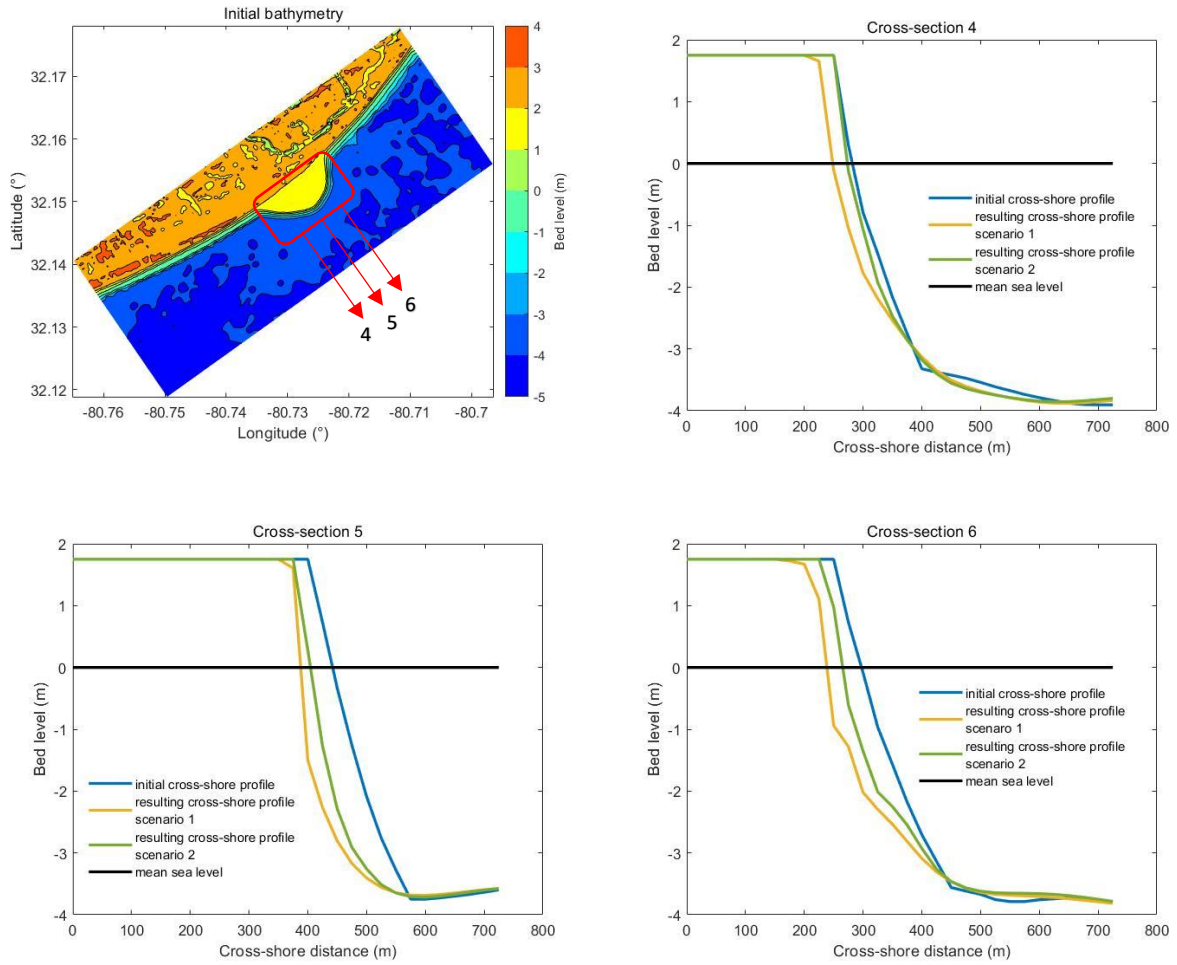 Initial bathymetry
Latitude (°)
32.17
32.16
32.15
32.14
32.13
32.12
-80.76
-80.75
-80.74
-80.73
-80.72
-80.71
-80.7
Longitude (°)
4
5
6
4
3
2
1
0
-1
-2
-3
-4
-5
Bed level (m)
Cross-section 4
Bed level (m)
2
1
0
-1
-2
-3
-4
initial cross-shore profile
resulting cross-shore profile
scenario 1
resulting cross-shore profile
scenario 2
mean sea level
0
100
200
300
400
500
600
700
800
Cross-shore distance (m)
Cross-section 5
Bed level (m)
2
1
0
-1
-2
-3
-4
initial cross-shore profile
resulting cross-shore profile
scenario 1
resulting cross-shore profile
scenario 2
mean sea level
0
100
200
300
400
500
600
700
800
Cross-shore distance (m)
Cross-section 6
Bed level (m)
2
1
0
-1
-2
-3
-4
initial cross-shore profile
resulting cross-shore profile
scenaro 1
resulting cross-shore profile
scenario 2
mean sea level
0
100
200
300
400
500
600
700
800
Cross-shore distance (m)